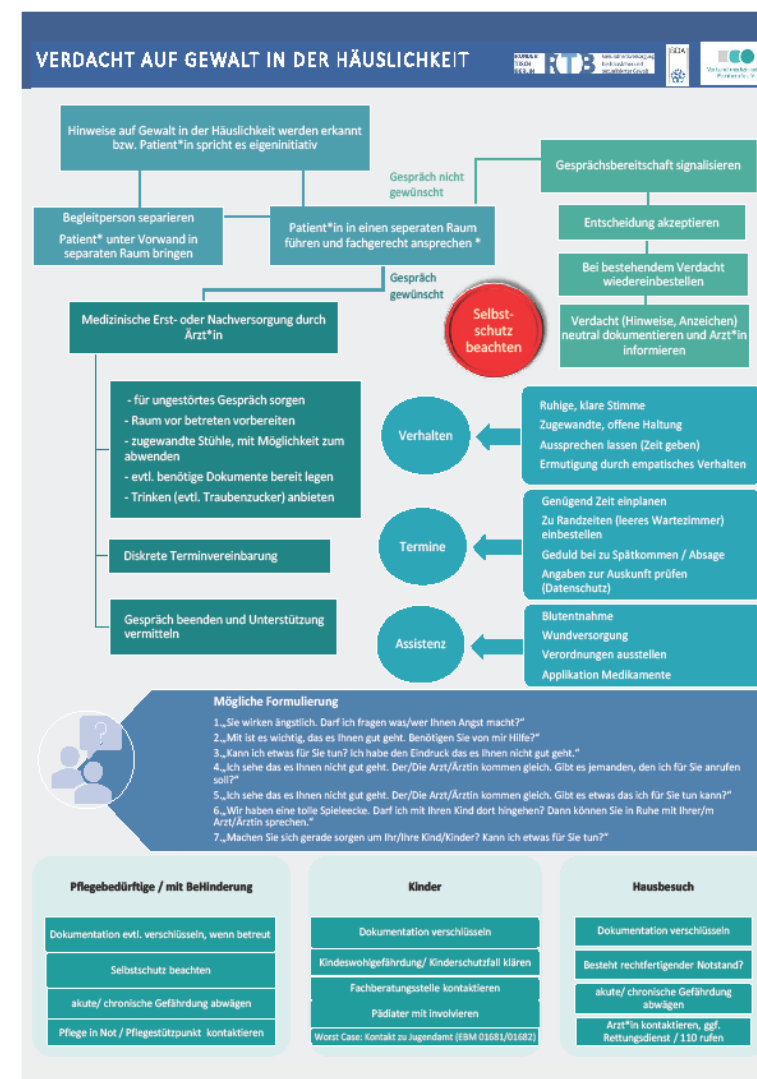 VERDACHT AUF GEWALT IN DER HÄUSLICHKEIT
RUNDER
TISCH
BERLIN
RTB
Hinweise auf Gewalt in der Häuslichkeit werden erkannt
bzw. Patient*in spricht es eigeninitiativ
Gespräch nicht
gewünscht
Gesprächsbereitschaft signalisieren
Begleitperson separieren
Patient* unter Vorwand in
separaten Raum bringen
Patient*in in einen seperaten Raum
führen und fachgerecht ansprechen *
Entscheidung akzeptieren
Bei bestehendem Verdacht
wiedereinbestellen
Verdacht (Hinweise, Anzeichen)
neutral dokumentieren und Arzt*in
informieren
Gespräch
gewünscht
Selbst-
schutz
beachten
Medizinische Erst- oder Nachversorgung durch
Ärzt*in
- für ungestörtes Gespräch sorgen
- Raum vor betreten vorbereiten
- zugewandte Stühle, mit Möglichkeit zum
abwenden
- evtl. benötige Dokumente bereit legen
- Trinken (evtl. Traubenzucker) anbieten
Diskrete Terminvereinbarung
Gespräch beenden und Unterstützung
vermitteln
Verhalten
Ruhige, klare Stimme
Zugewandte, offene Haltung
Aussprechen lassen (Zeit geben)
Ermutigung durch empatisches Verhalten
Termine
Genügend Zeit einplanen
Zu Randzeiten (leeres Wartezimmer)
einbestellen
Geduld bei zu Spätkommen / Absage
Angaben zur Auskunft prüfen
(Datenschutz)
Assistenz
Blutentnahme
Wundversorgung
Verordnungen ausstellen
Applikation Medikamente
Mögliche Formulierung
1.„Sie wirken ängstlich. Darf ich fragen was/wer Ihnen Angst macht?“
2.„Mit ist es wichtig, das es Ihnen gut geht. Benötigen Sie von mir Hilfe?“
3.„Kann ich etwas für Sie tun? Ich habe den Eindruck das es Ihnen nicht gut geht.“
4.„Ich sehe das es Ihnen nicht gut geht. Der/Die Arzt/Ärztin kommen gleich. Gibt es jemanden, den ich für Sie anrufen
soll?“
5.„Ich sehe das es Ihnen nicht gut geht. Der/Die Arzt/Ärztin kommen gleich. Gibt es etwas das ich für Sie tun kann?“
6.„Wir haben eine tolle Spieleecke. Darf ich mit Ihren Kind dort hingehen? Dann können Sie in Ruhe mit Ihrer/m
Arzt/Ärztin sprechen.“
7.„Machen Sie sich gerade sorgen um Ihr/Ihre Kind/Kinder? Kann ich etwas für Sie tun?“
Pflegebedürftige / mit BeHinderung
Dokumentation evtl. verschlüsseln, wenn betreut
Selbstschutz beachten
akute/ chronische Gefährdung abwägen
Pflege in Not / Pflegestützpunkt kontaktieren
Kinder
Dokumentation verschlüsseln
Kindeswohlgefährdung/ Kinderschutzfall klären
Fachberatungsstelle kontaktieren
Pädiater mit involvieren
Worst Case: Kontakt zu Jugendamt (EBM 01681/01682)
Hausbesuch
Dokumentation verschlüsseln
Besteht rechtfertigender Notstand?
akute/ chronische Gefährdung
abwägen
Arzt*in kontaktieren, ggf.
Rettungsdienst / 110 rufen